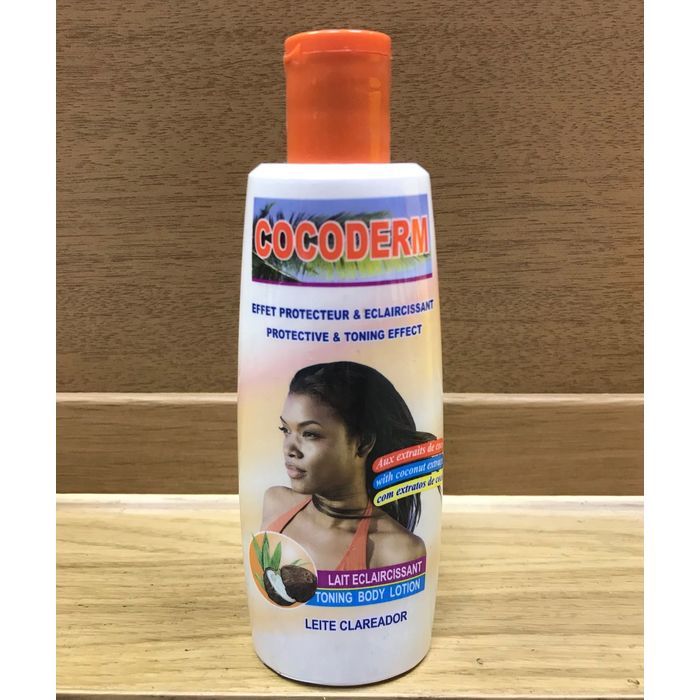 COCODERM
EFFET PROTECTEUR & ECLAIRCISSANT
PROTECTIVE & TONING EFFECT
Aux extraits de
with coconut
com extratos de
LAIT ECLAIRCISSANT
TONING BODY LOTION
LEITE CLAREADOR